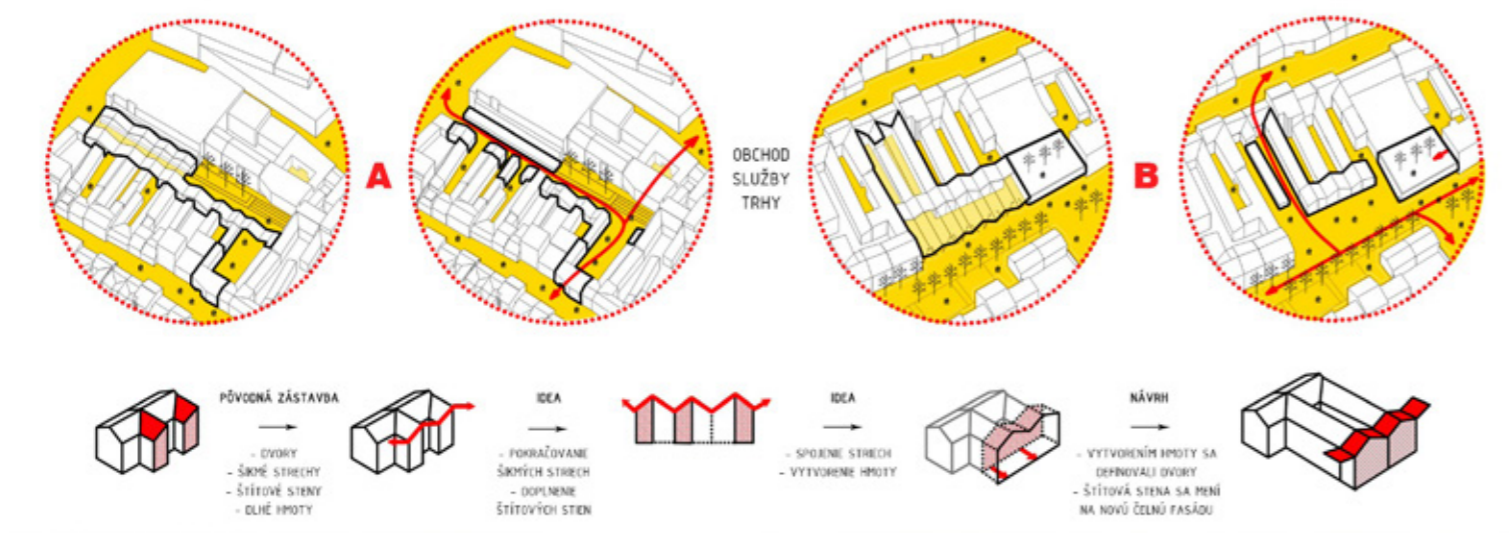 A
OBCHOD
SLUŽBY
TRHY
B
PÔVODNÁ ZÁSTAVBA
- DVORY
- ŠIKMÉ STRECHY
- ŠTÍTOVÉ STENY
- DLHÉ HMOTY
IDEA
- POKRAČOVANIE
ŠIKMÝCH STRIECH
- DOPLNENIE
ŠTÍTOVÝCH STIEN
IDEA
- SPOJENIE STRIECH
- VYTVORENIE HMOTY
NÁVRH
- VYTVORENÍM HMOTY SA
DEFINOVALI DVORY
- ŠTÍTOVÁ STENA SA MENÍ
NA NOVÚ ČELNÚ FASÁDU